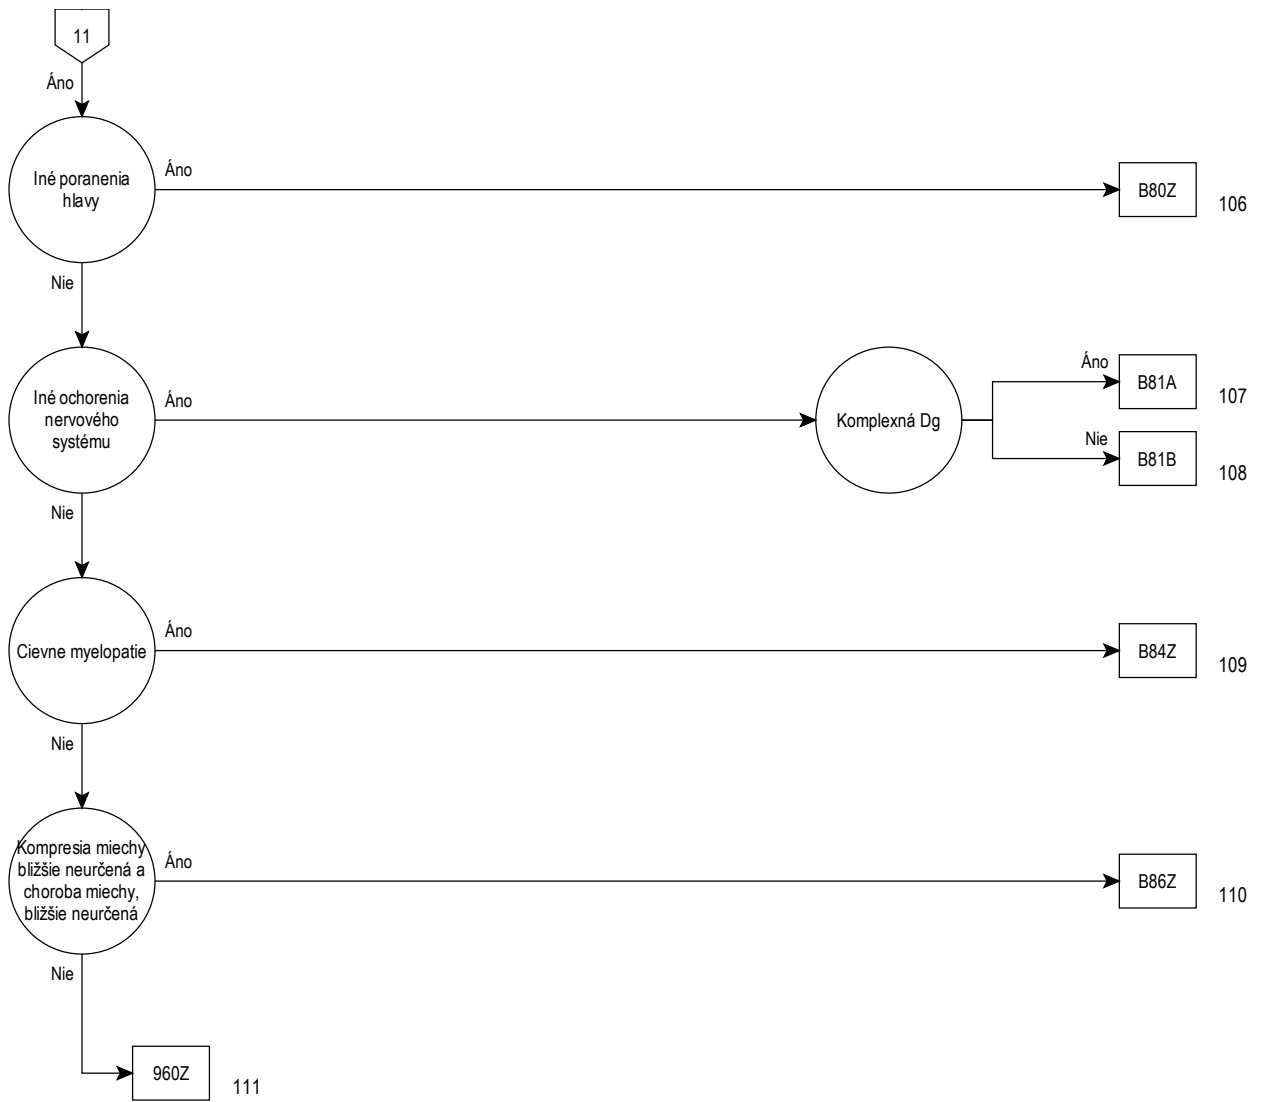 11
Áno
Iné poranenia
hlavy
Áno
B80Z
106
Nie
Iné ochorenia
nervového
systému
Áno
Komplexná Dg
Áno
B81A
107
Nie
B81B
108
Nie
Cievne myelopatie
Áno
B84Z
109
Nie
Kompresia miechy
bližšie neurčená a
choroba miechy,
bližšie neurčená
Áno
B86Z
110
Nie
960Z
111